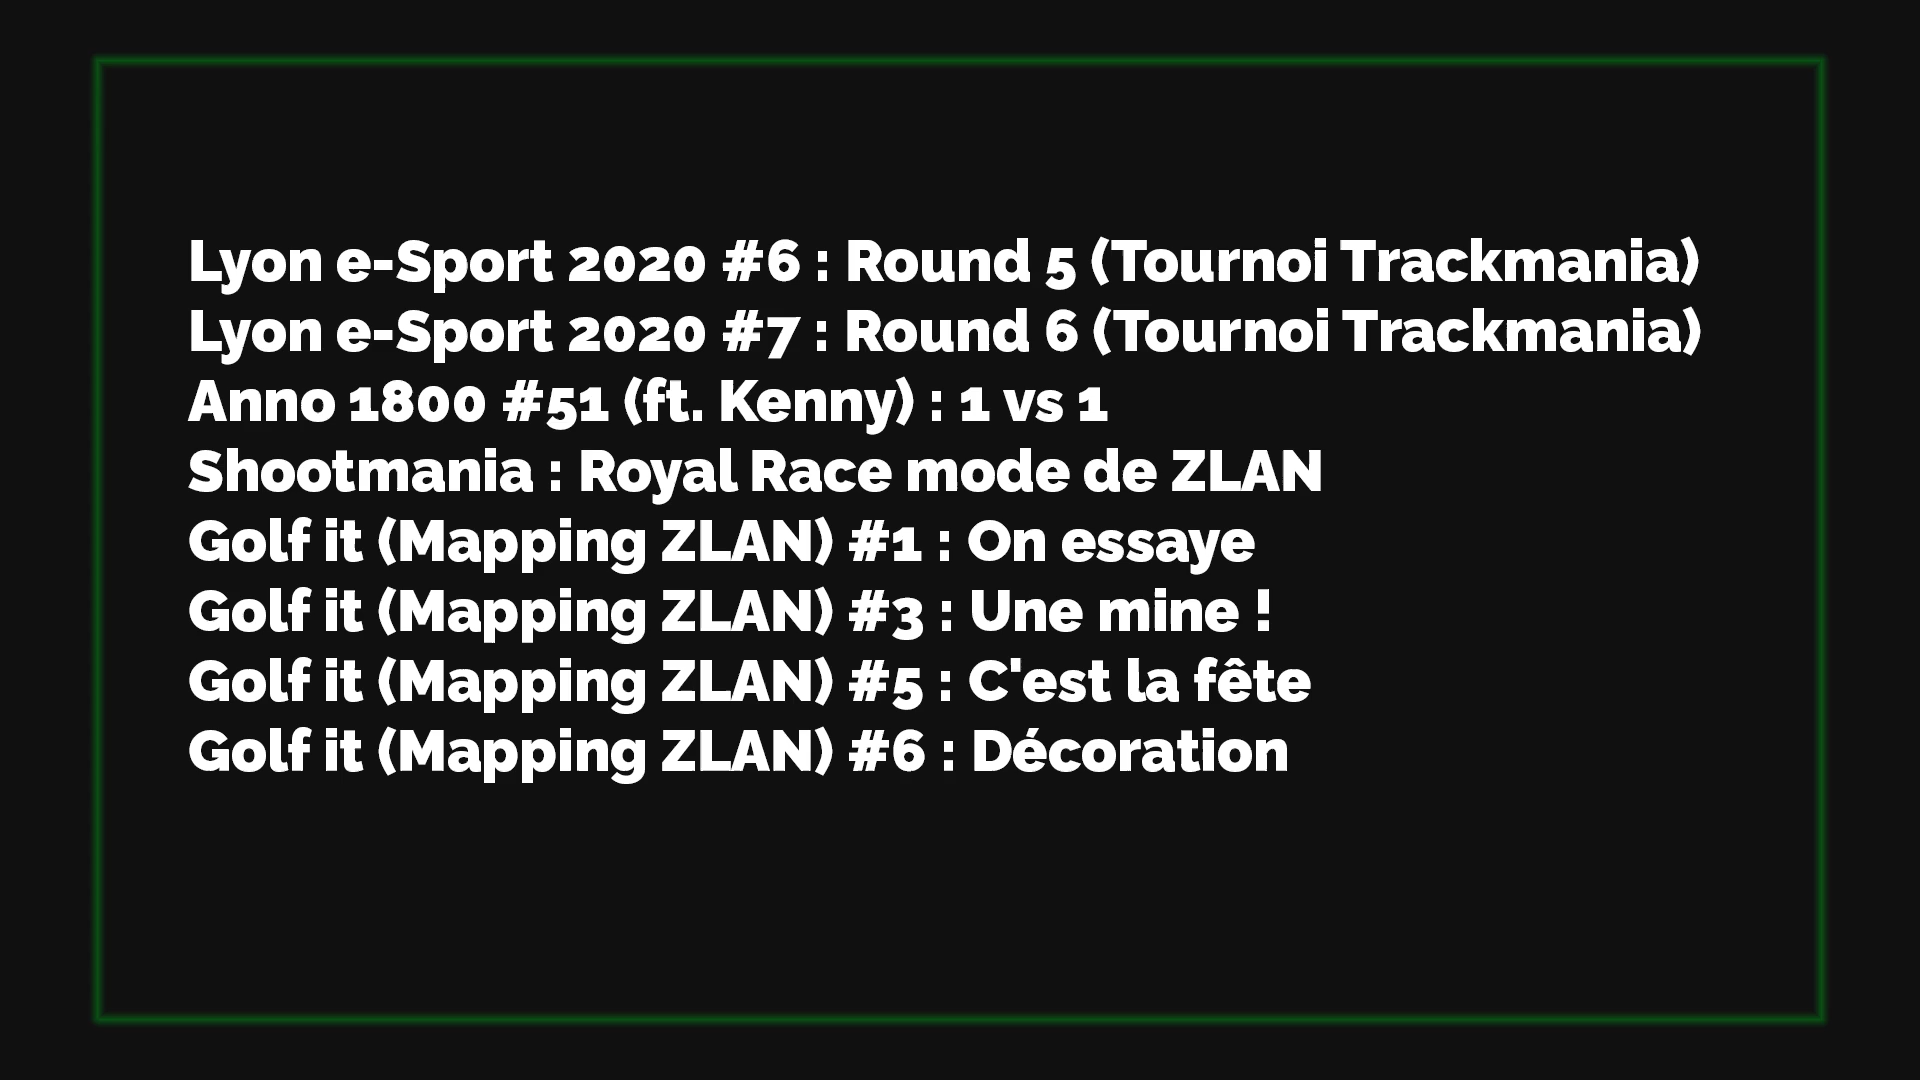 Lyon e-Sport 2020 #6 : Round 5 (Tournoi Trackmania)
Lyon e-Sport 2020 #7 : Round 6 (Tournoi Trackmania)
Anno 1800 #51 (ft. Kenny) : 1 vs 1
Shootmania : Royal Race mode de ZLAN
Golf it (Mapping ZLAN) #1 : On essaye
Golf it (Mapping ZLAN) #3 : Une mine !
Golf it (Mapping ZLAN) #5 : C'est la fête
Golf it (Mapping ZLAN) #6 : Décoration